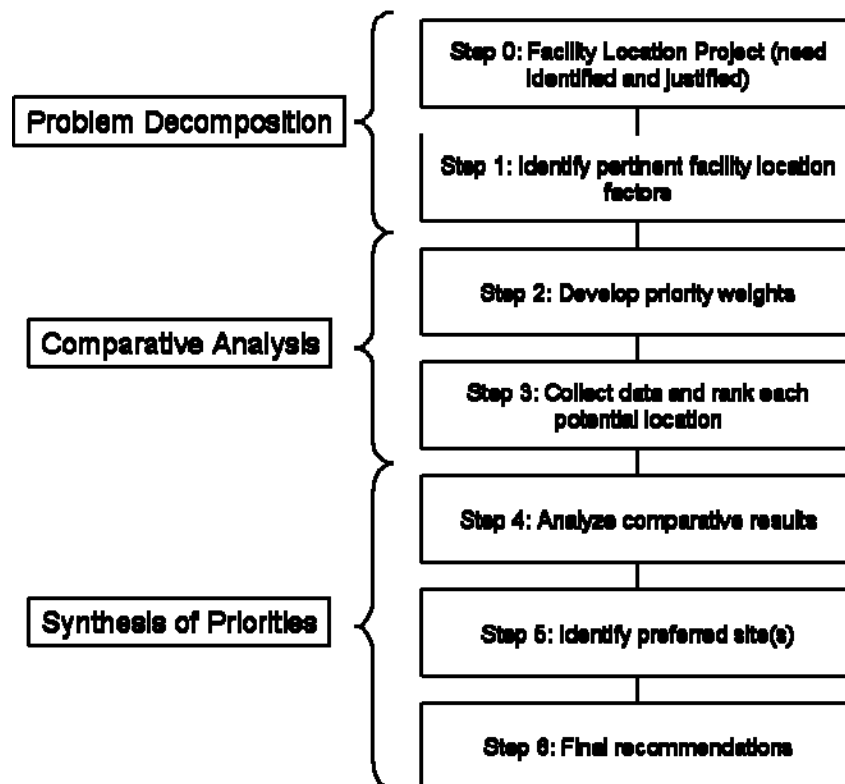 Step 0: Facility Location Project (need
identified and justified)
Problem Decomposition
Step 1: Identify pertinent facility location
factors
Step 2: Develop priority weights
Comparative Analysis
Step 3: Collect data and rank each
potential location
Step 4: Analyze comparative results
Synthesis of Priorities
Step 5: Identify preferred site(s)
Step 6: Final recommendations